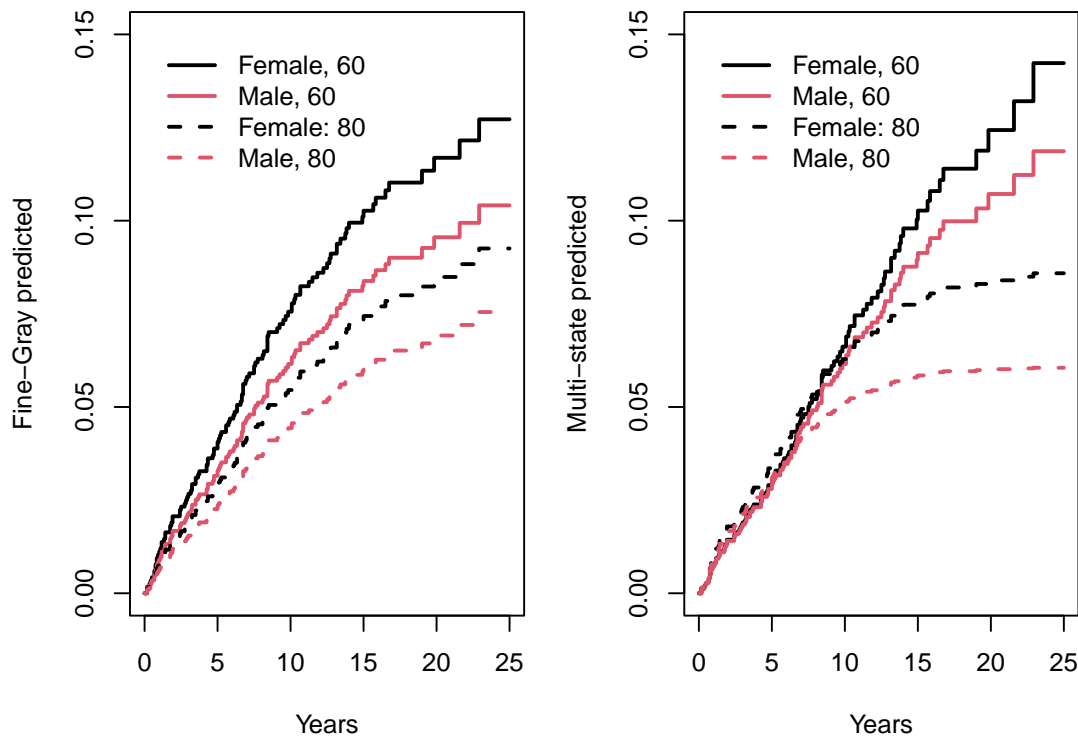 Fine−Gray predicted
0.00
0.05
0.10
0.15
Female, 60
Male, 60
Female: 80
Male, 80
0 5 10 15 20 25
Years
Multi−state predicted
0.00
0.05
0.10
0.15
Female, 60
Male, 60
Female: 80
Male, 80
0 5 10 15 20 25
Years